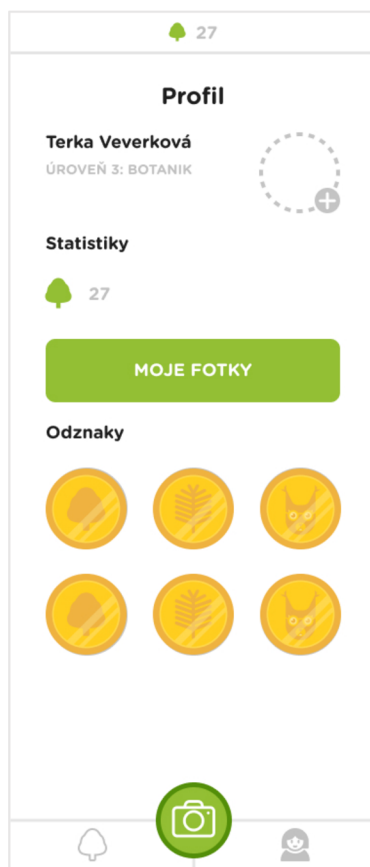 27
Profil
Terka Veverková
ÚROVEŇ 3: BOTANIK
Statistiky
27
MOJE FOTKY
Odznaky